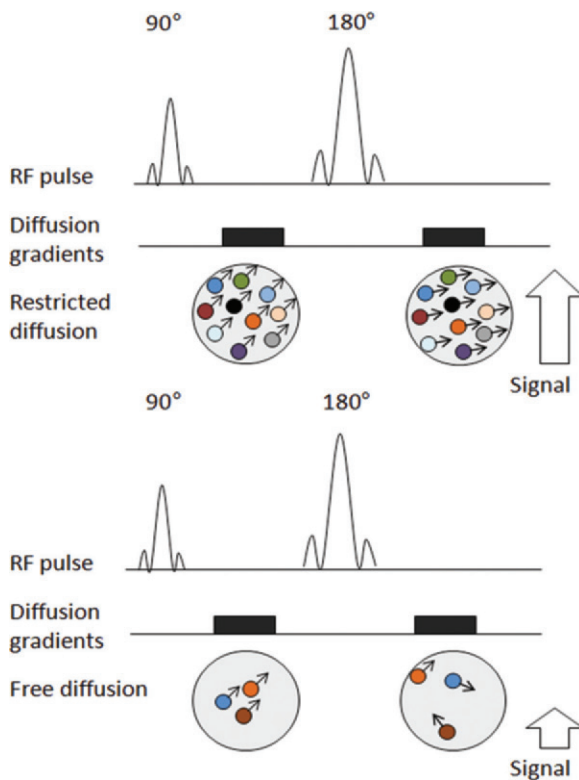 90°
180°
RF pulse
Diffusion
gradients
Restricted
diffusion
Signal
90°
180°
RF pulse
Diffusion
gradients
Free diffusion
Signal